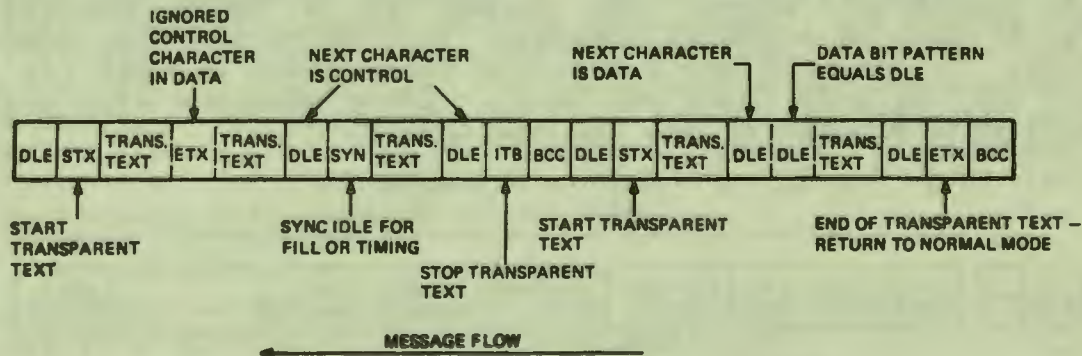 IGNORED
CONTROL
CHARACTER
IN DATA
NEXT CHARACTER
IS CONTROL
NEXT CHARACTER
IS DATA
DATA BIT PATTERN
EQUALS DLE
DLE STX TRANS. TEXT ETX TRANS. TEXT DLE SYN TRANS. TEXT DLE ITB BCC DLE STX TRANS. TEXT DLE DLE TRANS. TEXT DLE ETX BCC
START
TRANSPARENT
TEXT
SYNC IDLE FOR
FILL OR TIMING
STOP TRANSPARENT
TEXT
START TRANSPARENT
TEXT
END OF TRANSPARENT TEXT –
RETURN TO NORMAL MODE
MESSAGE FLOW